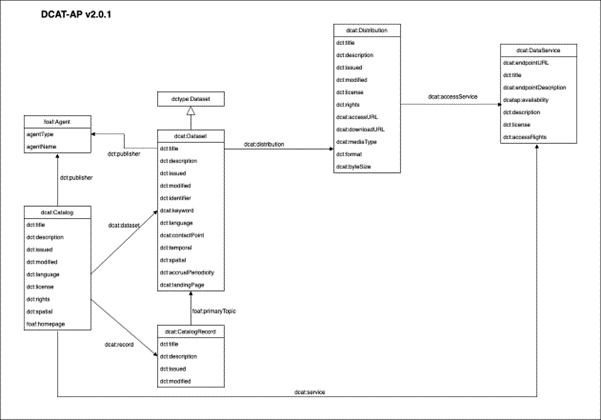 DCAT-AP v2.0.1
dcat:Distribution
dct:title
dct:description
dct:issued
dct:modified
dct:license
dct:rights
dcat:accessURL
dcat:downloadURL
dcat:mediaType
dct:format
dcat:byteSize
dcat:accessService
dcat:DataService
dcat:endpointURL
dct:title
dcat:endpointDescription
dcatap:availability
dct:description
dct:license
dct:accessRights
dctype:Dataset
foaf:Agent
agentType
agentName
dct:publisher
dcat:Dataset
dct:title
dct:description
dct:issued
dct:modified
dct:identifier
dcat:keyword
dct:language
dcat:contactPoint
dct:temporal
dct:spatial
dct:accrualPeriodicity
dcat:landingPage
dcat:distribution
dct:publisher
dcat:Catalog
dct:title
dct:description
dct:issued
dct:modified
dct:language
dct:license
dct:rights
dct:spatial
foaf:homepage
dcat:dataset
foaf:primaryTopic
dcat:record
dcat:CatalogRecord
dct:title
dct:description
dct:issued
dct:modified
dcat:service